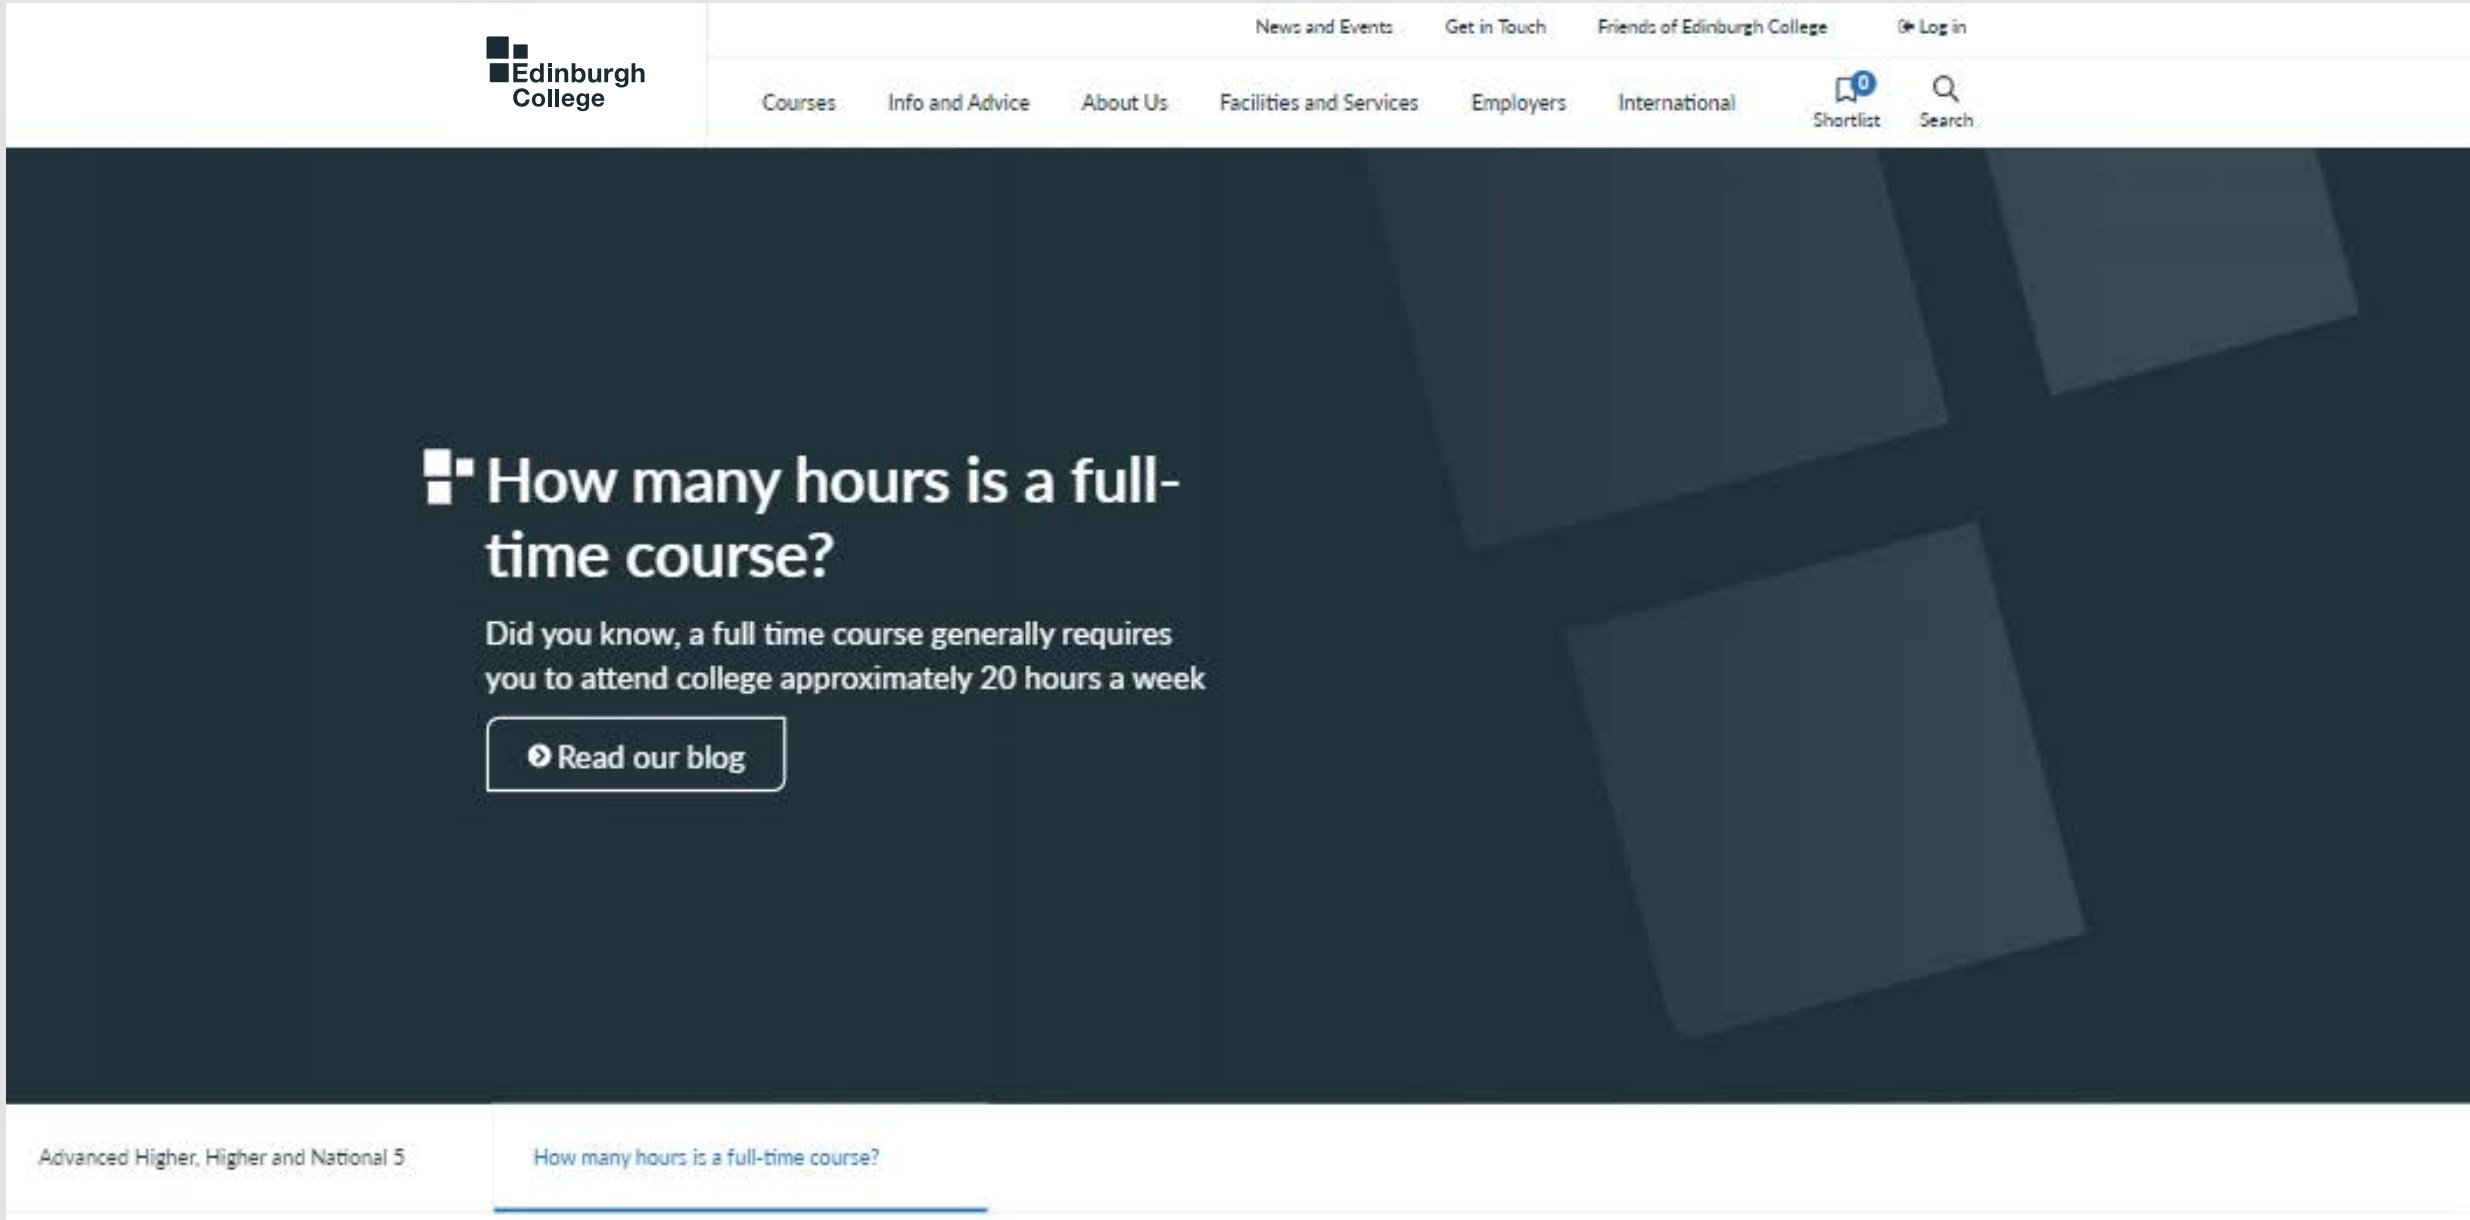 News and Events Get in Touch Friends of Edinburgh College Log in
Edinburgh
College
Courses Info and Advice About Us Facilities and Services Employers International
0
Shortlist Search
How many hours is a full-
time course?
Did you know, a full time course generally requires
you to attend college approximately 20 hours a week
Read our blog
Advanced Higher, Higher and National 5 How many hours is a full-time course?